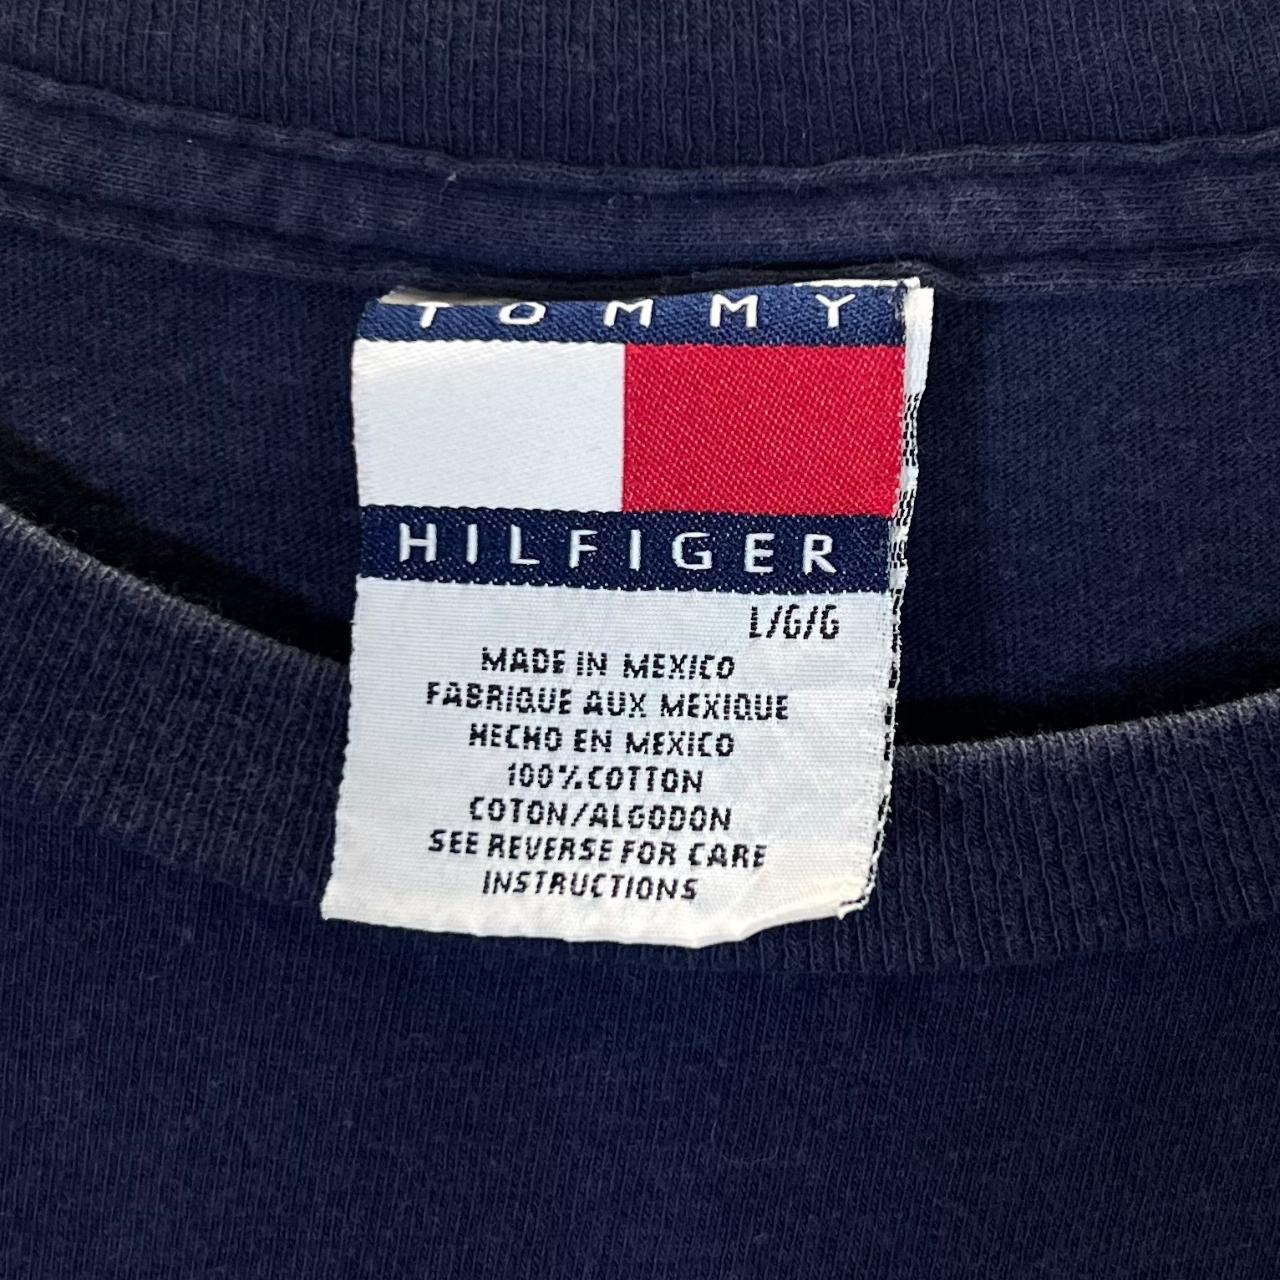 TOMMY
HILFIGER
L/G/G
MADE IN MEXICO
FABRIQUE AUX MEXIQUE
HECHO EN MEXICO
100% COTTON
COTON/ALGODON
SEE REVERSE FOR CARE
INSTRUCTIONS